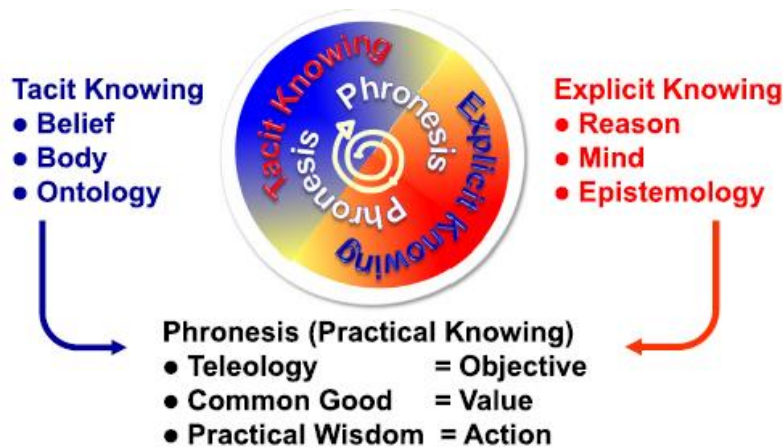 Tacit Knowing
● Belief
● Body
● Ontology
Tacit Knowing
Phronesis
Phronesis
Phronesis
Explicit Knowing
Explicit Knowing
Explicit Knowing
● Reason
● Mind
● Epistemology
Phronesis (Practical Knowing)
● Teleology = Objective
● Common Good = Value
● Practical Wisdom = Action